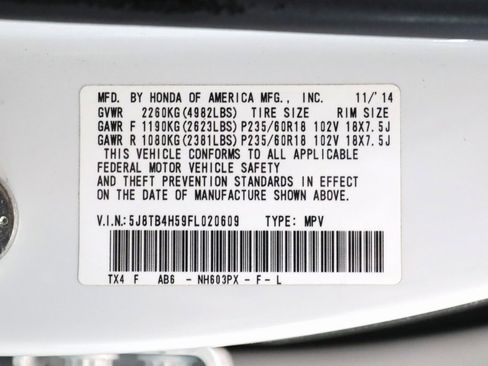 MFD. BY HONDA OF AMERICA MFG., INC. 11/'14
GVWR 2260KG(4982LBS) TIRE SIZE RIM SIZE
GAWR F 1190KG(2623LBS)P235/60R18 102V 18X7.5J
GAWR R 1080KG(2381LBS)P235/60R18 102V 18X7.5J
THIS VEHICLE CONFORMS TO ALL APPLICABLE
FEDERAL MOTOR VEHICLE SAFETY
AND THEFT PREVENTION STANDARDS IN EFFECT
ON THE DATE OF MANUFACTURE SHOWN ABOVE.
V.I.N.:5J8TB4H59FL020609 TYPE: MPV
TX4 F AB6 - NH603PX - F - L